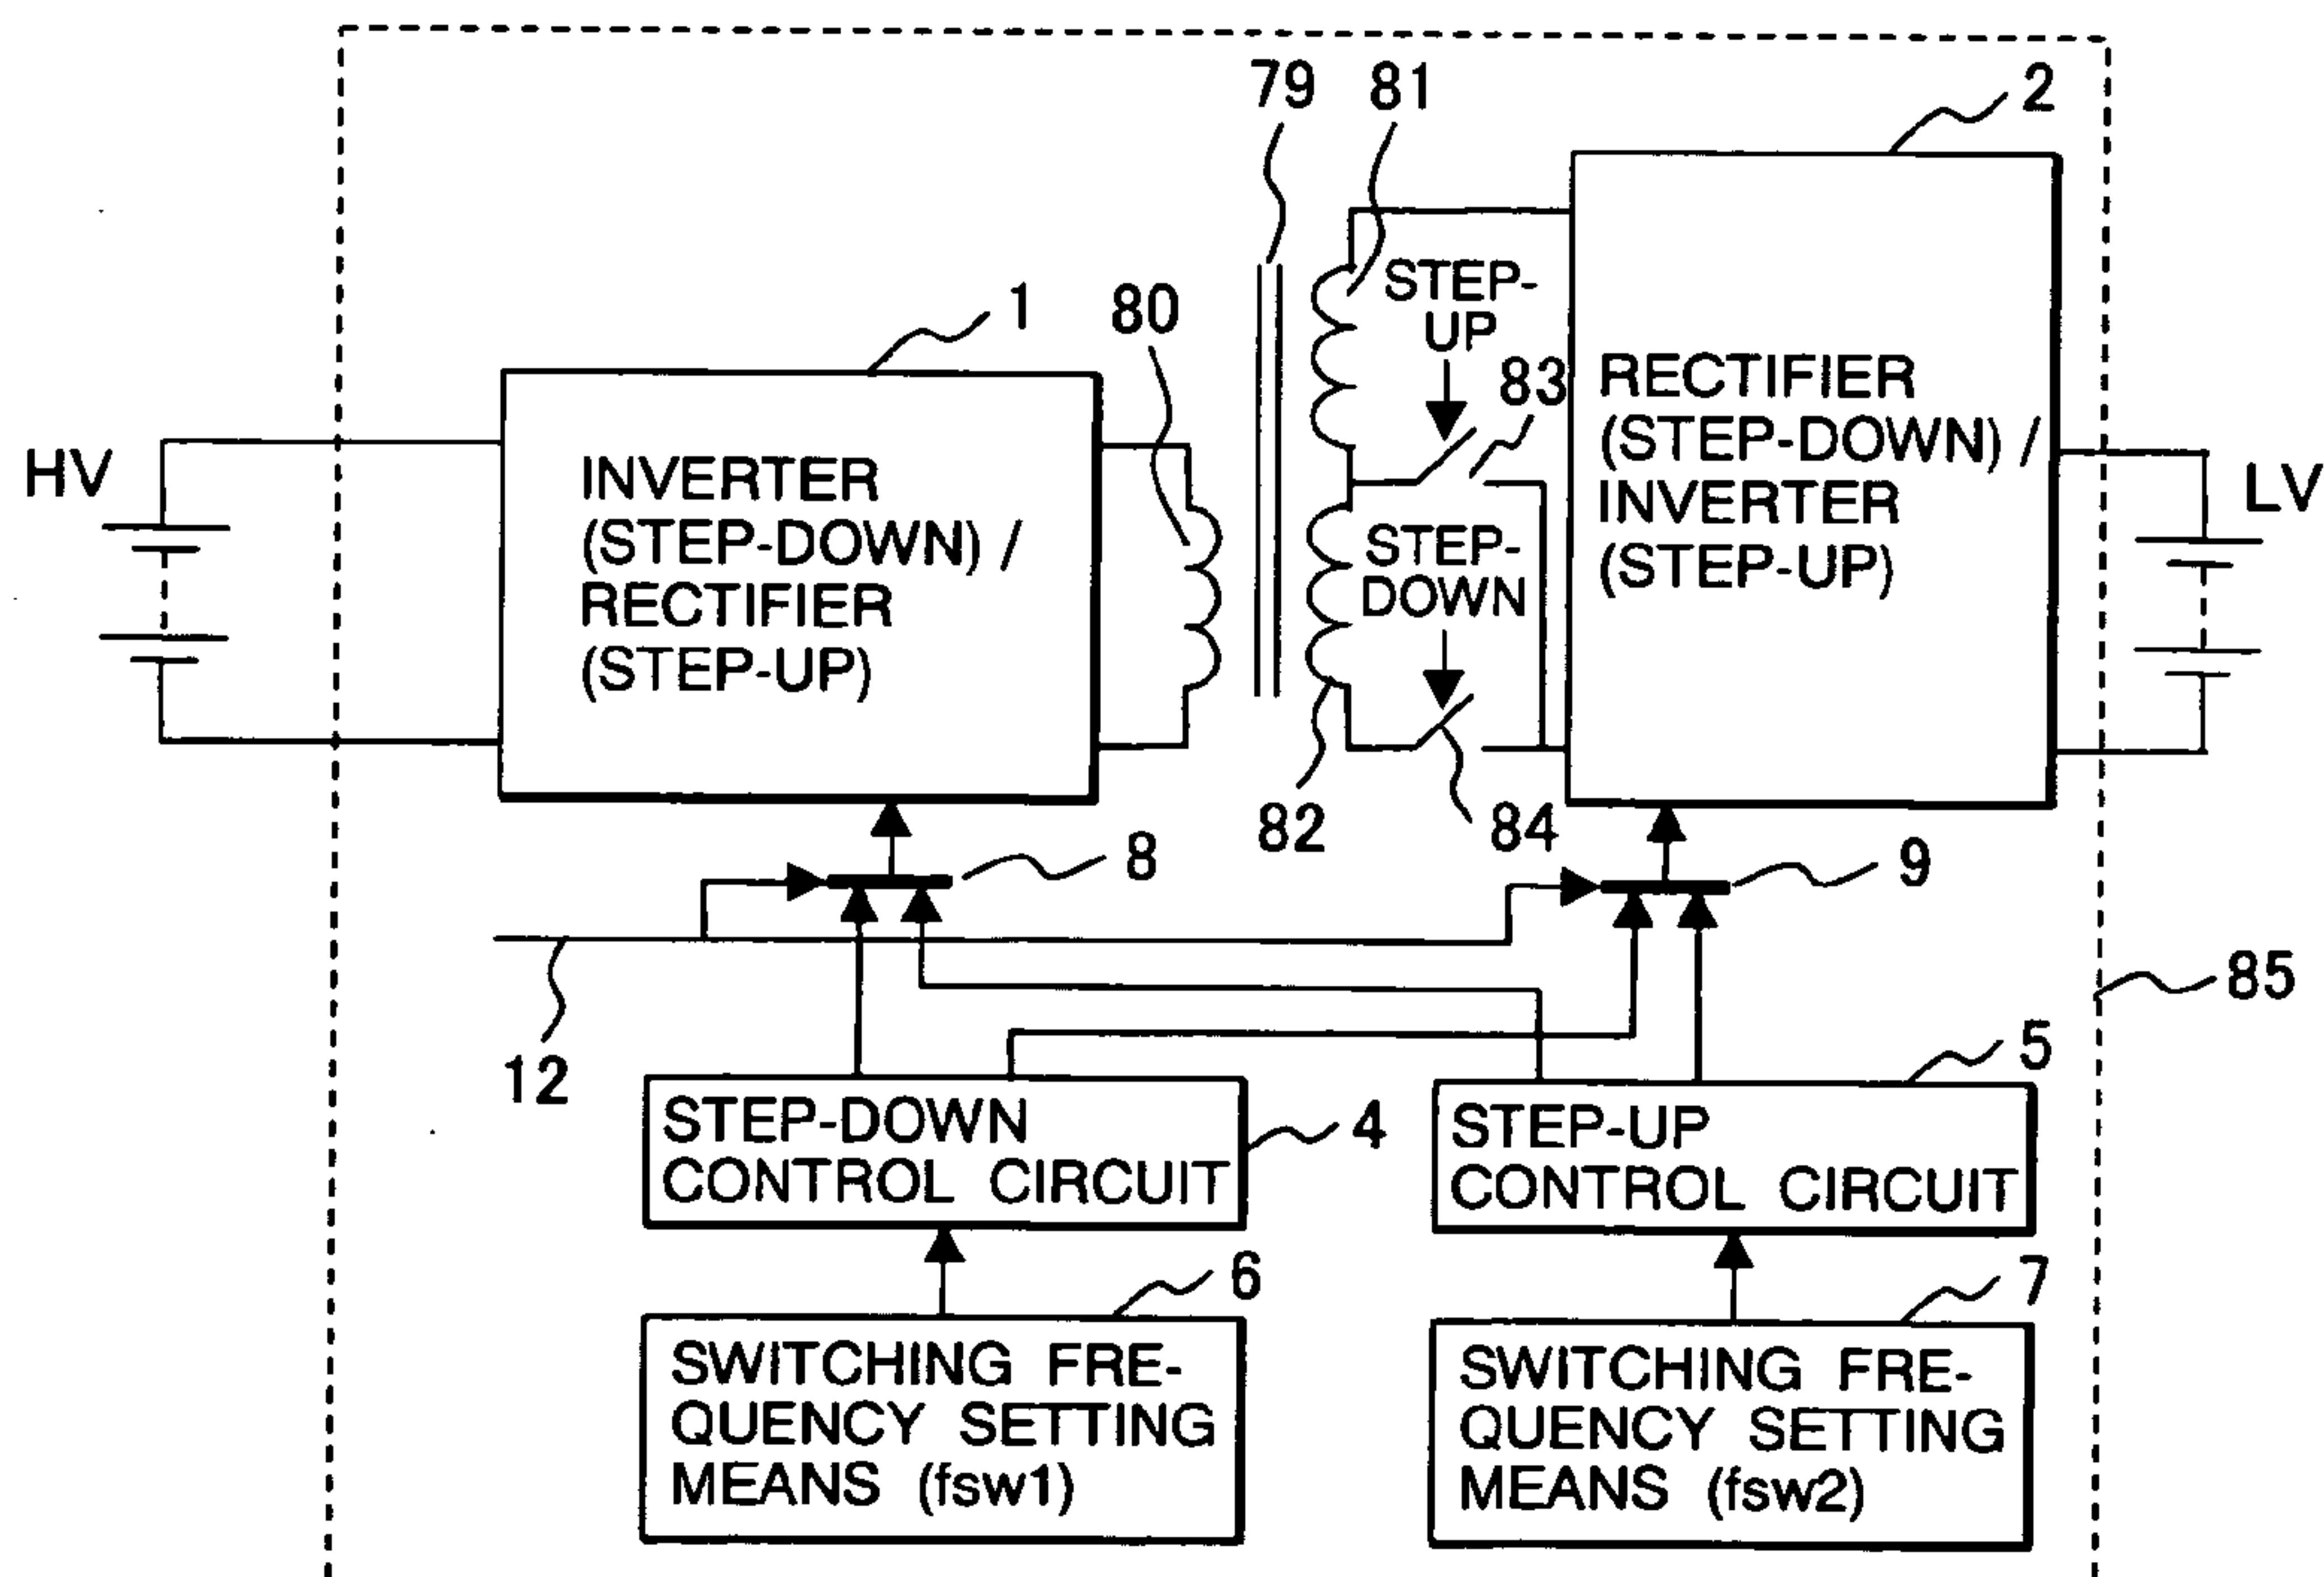 79
81
2
1
80
STEP-
UP
83
HV
INVERTER
(STEP-DOWN) /
RECTIFIER
(STEP-UP)
STEP-
DOWN
RECTIFIER
(STEP-DOWN) /
INVERTER
(STEP-UP)
LV
82
84
8
9
12
85
STEP-DOWN
CONTROL CIRCUIT
4
STEP-UP
CONTROL CIRCUIT
5
6
SWITCHING FRE-
QUENCY SETTING
MEANS (fsw1)
7
SWITCHING FRE-
QUENCY SETTING
MEANS (fsw2)